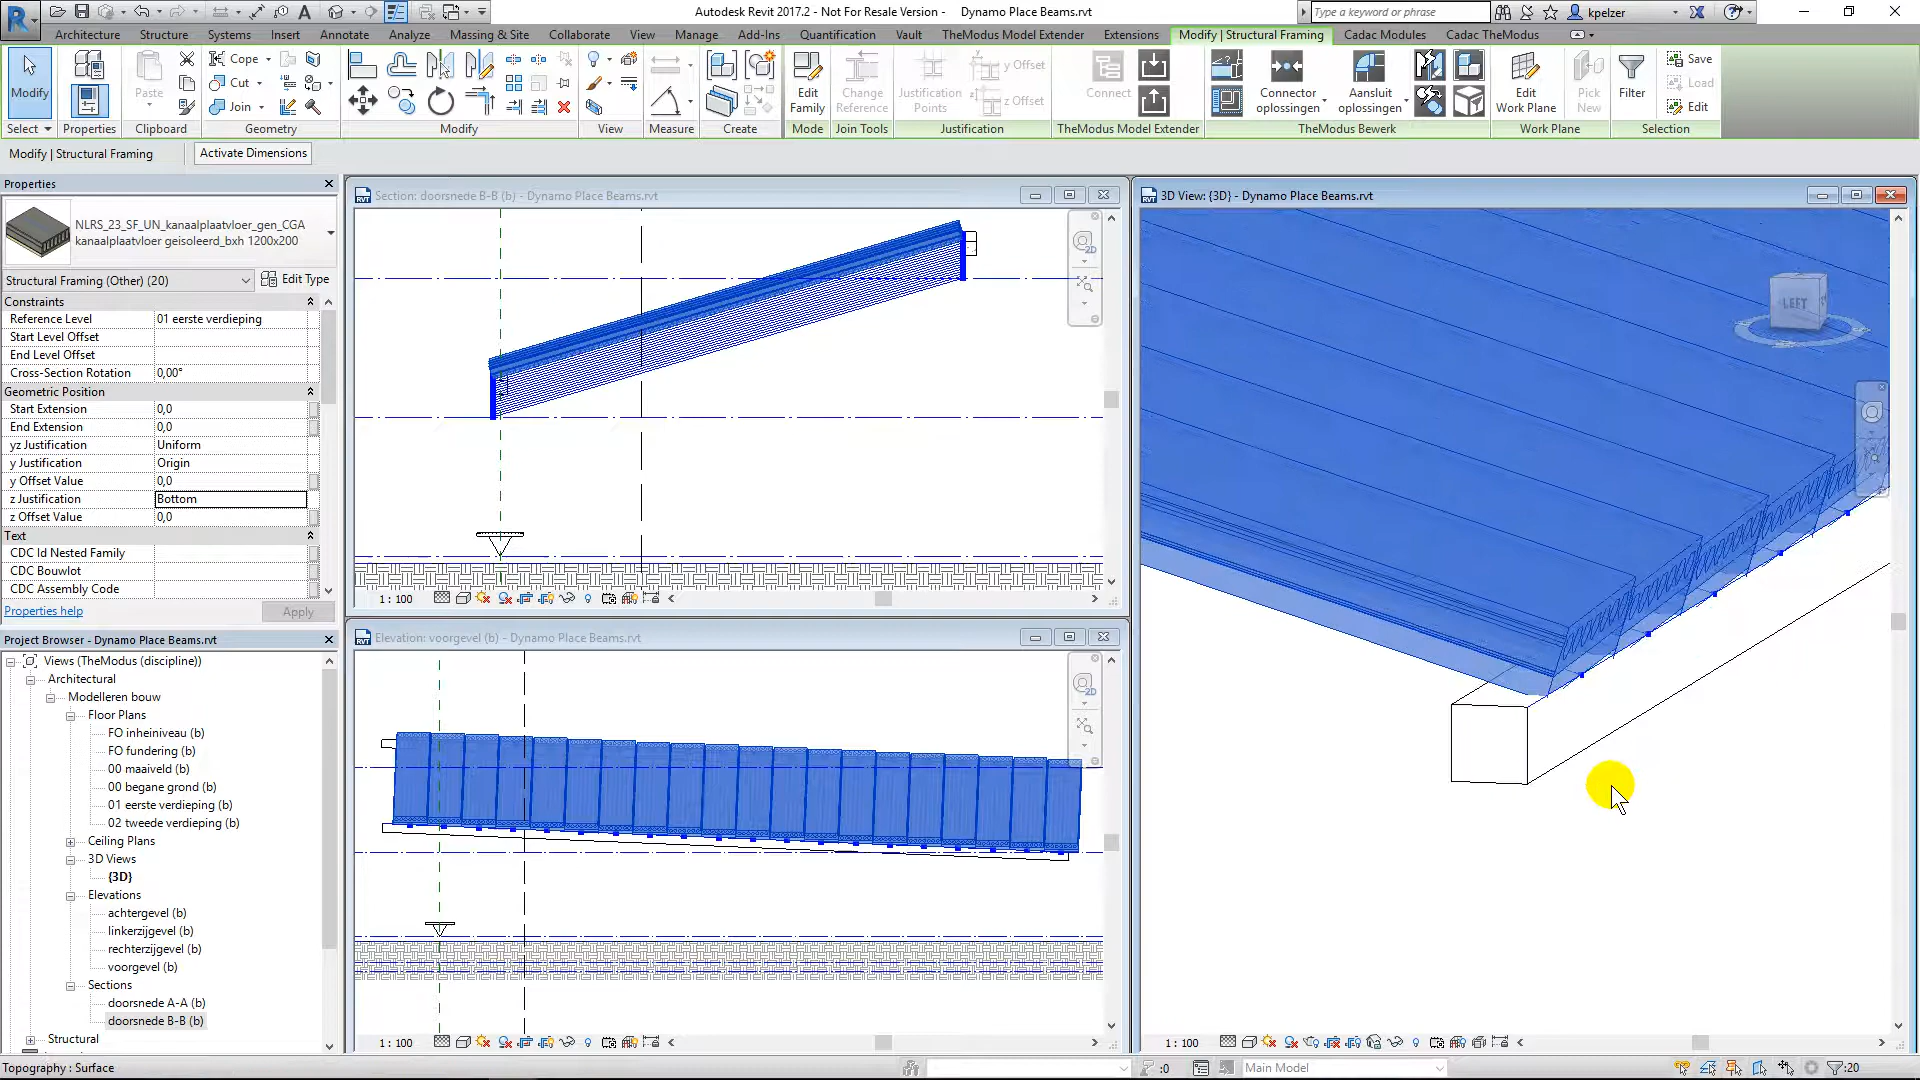 Autodesk Revit 2017.2 - Not For Resale Version -     Dynamo Place Beams.rvt
Type a keyword or phrase
kpelzer
Architecture
Structure
Systems
Insert
Annotate
Analyze
Massing & Site
Collaborate
View
Manage
Add-Ins
Quantification
Vault
TheModus Model Extender
Extensions
Modify | Structural Framing
Cadac Modules
Cadac TheModus
Modify
Paste
Cope
Cut
Join
Edit
Family
Change
Reference
Justification
Points
y Offset
z Offset
Connect
Connector
oplossingen
Aansluit
oplossingen
Edit
Work Plane
Pick
New
Filter
Save
Load
Edit
Select
Properties
Clipboard
Geometry
Modify
View
Measure
Create
Mode
Join Tools
Justification
TheModus Model Extender
TheModus Bewerk
Work Plane
Selection
Modify | Structural Framing
Activate Dimensions
Properties
NLRS_23_SF_UN_kanaalplaatvloer_gen_CGA
kanaalplaatvloer geisoleerd_bxh 1200x200
Structural Framing (Other) (20)
Edit Type
Constraints
Reference Level 01 eerste verdieping
Start Level Offset
End Level Offset
Cross-Section Rotation 0,00°
Geometric Position
Start Extension 0,0
End Extension 0,0
yz Justification Uniform
y Justification Origin
y Offset Value 0,0
z Justification Bottom
z Offset Value 0,0
Text
CDC Id Nested Family
CDC Bouwlot
CDC Assembly Code
Properties help
Apply
Project Browser - Dynamo Place Beams.rvt
Views (TheModus (discipline))
Architectural
Modelleren bouw
Floor Plans
FO inheiniveau (b)
FO fundering (b)
00 maaiveld (b)
00 begane grond (b)
01 eerste verdieping (b)
02 tweede verdieping (b)
Ceiling Plans
3D Views
{3D}
Elevations
achtergevel (b)
linkerzijgevel (b)
rechterzijgevel (b)
voorgevel (b)
Sections
doorsnede A-A (b)
doorsnede B-B (b)
Structural
Section: doorsnede B-B (b) - Dynamo Place Beams.rvt
2D
1 : 100
Elevation: voorgevel (b) - Dynamo Place Beams.rvt
2D
1 : 100
3D View: {3D} - Dynamo Place Beams.rvt
LEFT
1 : 100
Topography : Surface
:0
Main Model
:20